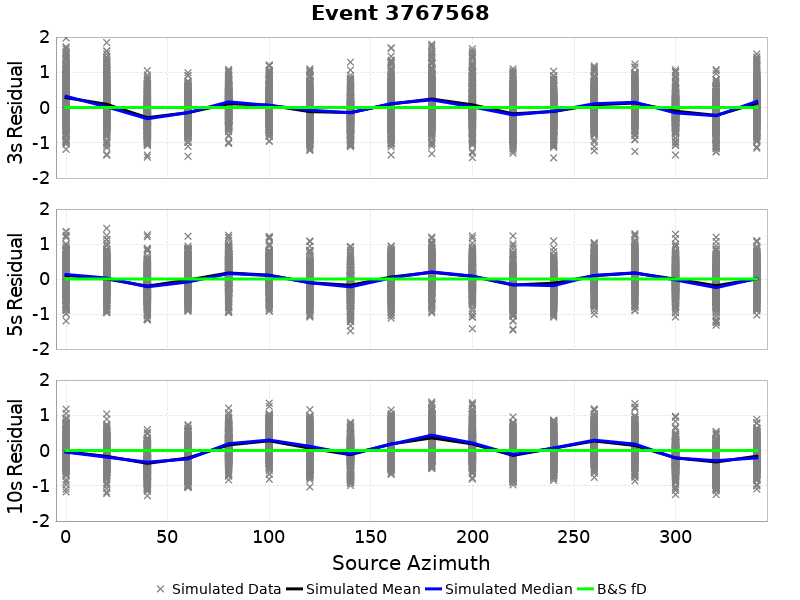 Event 3767568
3s Residual
2
1
0
-1
-2
5s Residual
2
1
0
-1
-2
10s Residual
2
1
0
-1
-2
0 50 100 150 200 250 300
Source Azimuth
Simulated Data Simulated Mean Simulated Median B&S fD